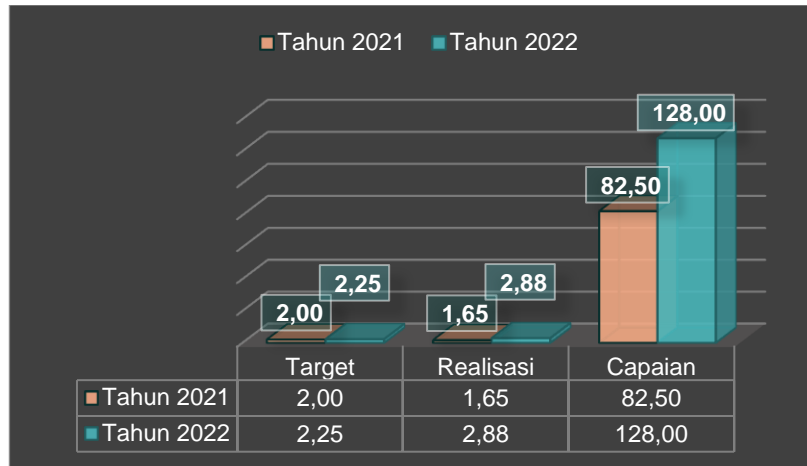 Tahun 2021 Tahun 2022
128,00
82,50
2,25 2,88
2,00 1,65
Target Realisasi Capaian
Tahun 2021 2,00 1,65 82,50
Tahun 2022 2,25 2,88 128,00